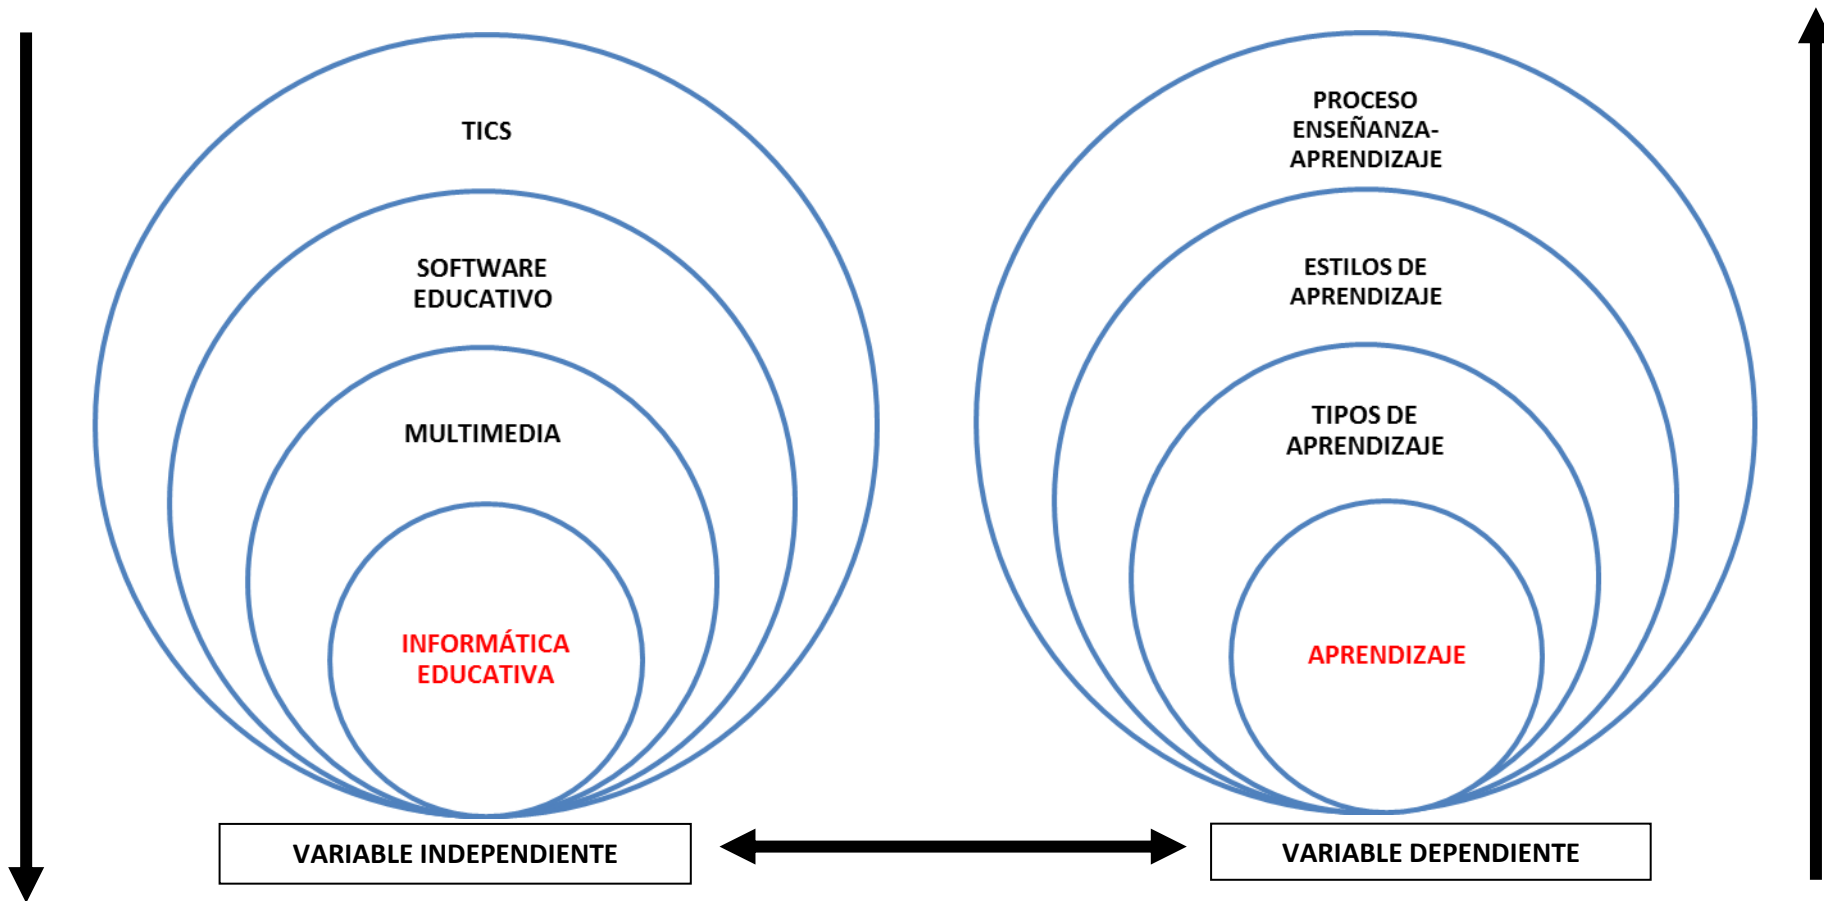 TICS
SOFTWARE
EDUCATIVO
MULTIMEDIA
INFORMÁTICA
EDUCATIVA
VARIABLE INDEPENDIENTE
PROCESO
ENSEÑANZA-
APRENDIZAJE
ESTILOS DE
APRENDIZAJE
TIPOS DE
APRENDIZAJE
APRENDIZAJE
VARIABLE DEPENDIENTE